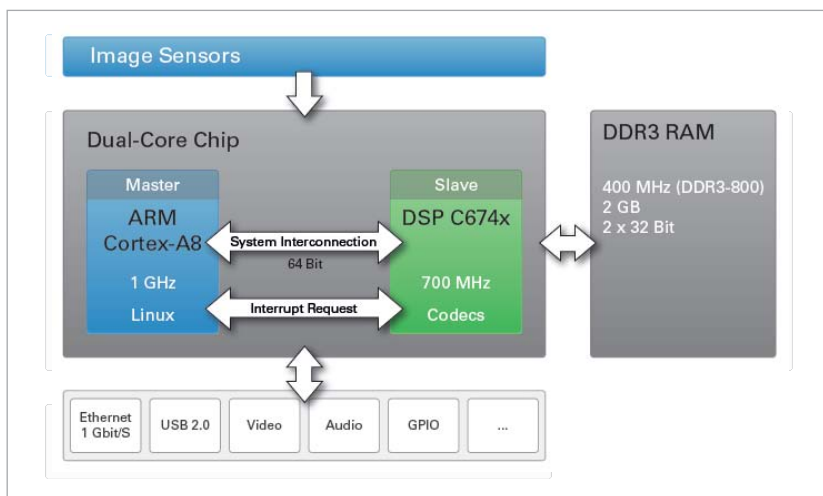 Image Sensors
Dual-Core Chip
Master
ARM
Cortex-A8
1 GHz
Linux
System Interconnection
64 Bit
Interrupt Request
Slave
DSP C674x
700 MHz
Codecs
DDR3 RAM
400 MHz (DDR3-800)
2 GB
2 x 32 Bit
Ethernet
1 Gbit/S
USB 2.0
Video
Audio
GPIO
...